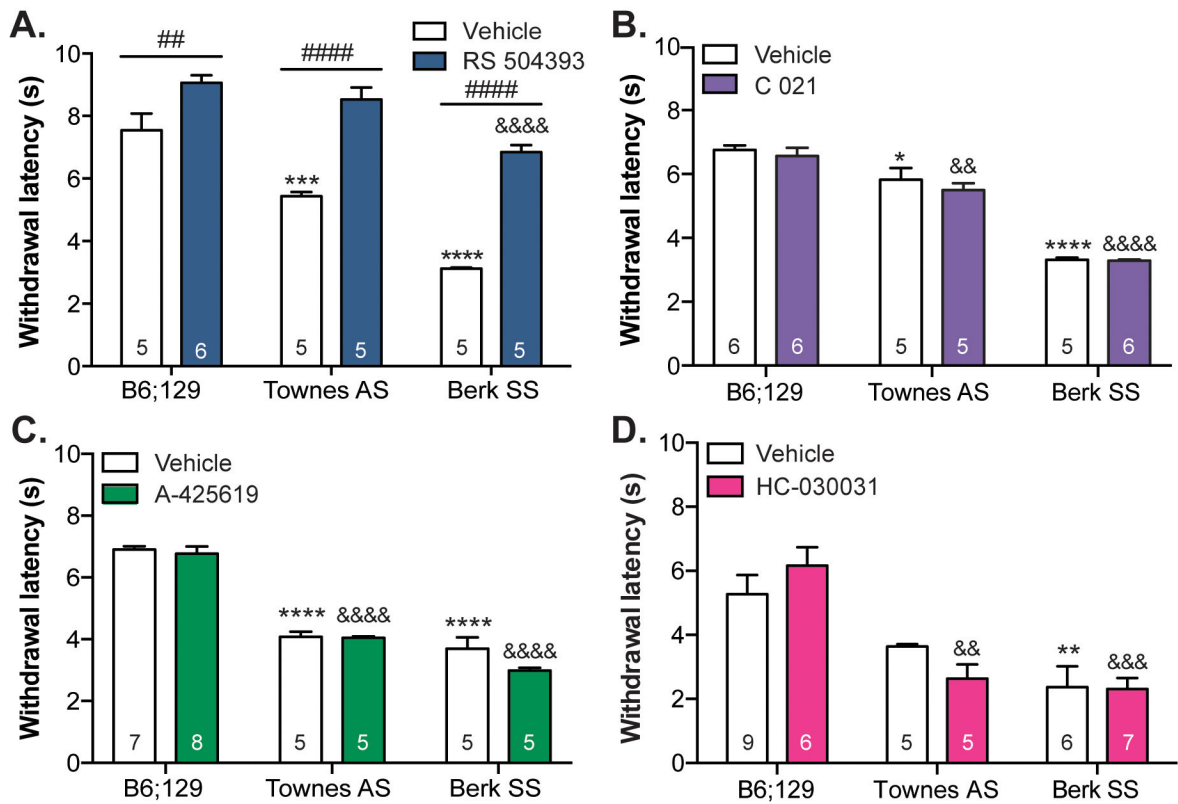 A.
Withdrawal latency (s)
10
8
6
4
2
0
Vehicle
RS 504393
##
####
####
***
****
&&&&
5
6
5
5
5
5
B6;129
Townes AS
Berk SS
B.
Withdrawal latency (s)
10
8
6
4
2
0
Vehicle
C 021
*
&&
****
&&&&
6
6
5
5
5
6
B6;129
Townes AS
Berk SS
C.
Withdrawal latency (s)
10
8
6
4
2
0
Vehicle
A-425619
****
&&&&
****
&&&&
7
8
5
5
5
5
B6;129
Townes AS
Berk SS
D.
Withdrawal latency (s)
10
8
6
4
2
0
Vehicle
HC-030031
&&
**
&&&
9
6
5
5
6
7
B6;129
Townes AS
Berk SS